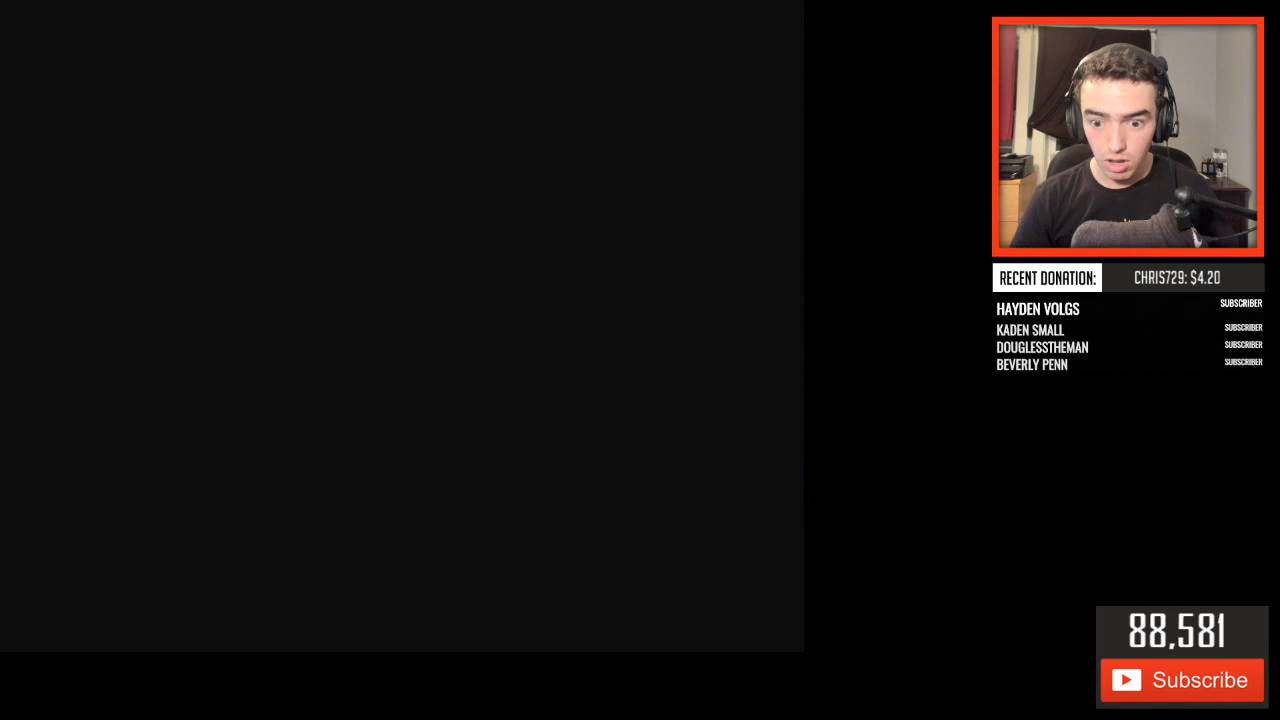 RECENT DONATION: CHRIS729: $4.20
HAYDEN VOLGS SUBSCRIBER
KADEN SMALL SUBSCRIBER
DOUGLESSTHEMAN SUBSCRIBER
BEVERLY PENN SUBSCRIBER
88,581
Subscribe